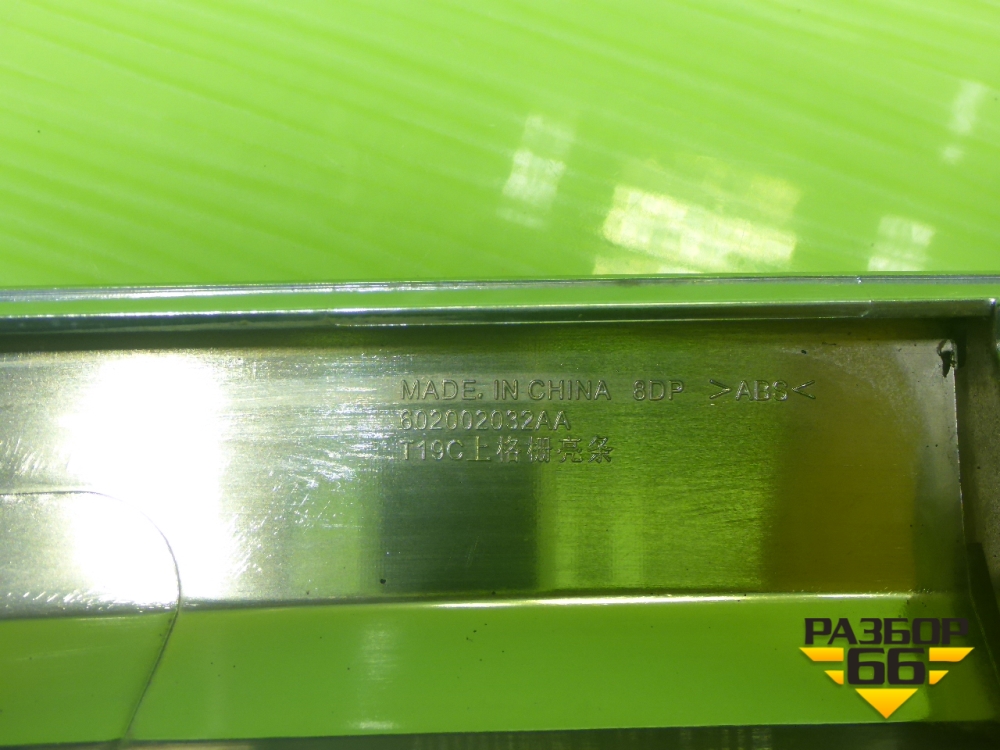 MADE. IN CHINA 8DP >ABS<
602002032AA
T19C上格栅亮条
РАЗБОР
66